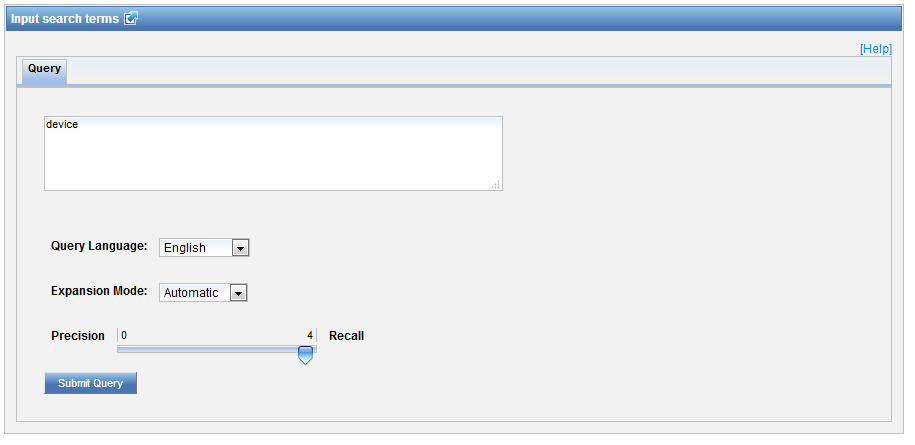 Input search terms
[Help]
Query
device
Query Language: English
Expansion Mode: Automatic
Precision 0 4 Recall
Submit Query